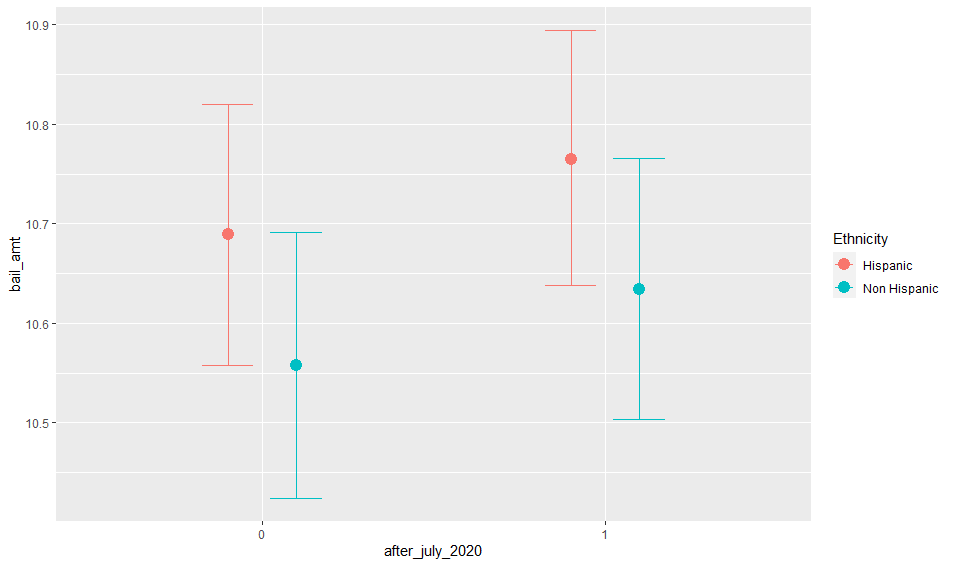 10.9
10.8
10.7
10.6
10.5
bail_amt
0
1
after_july_2020
Ethnicity
Hispanic
Non Hispanic